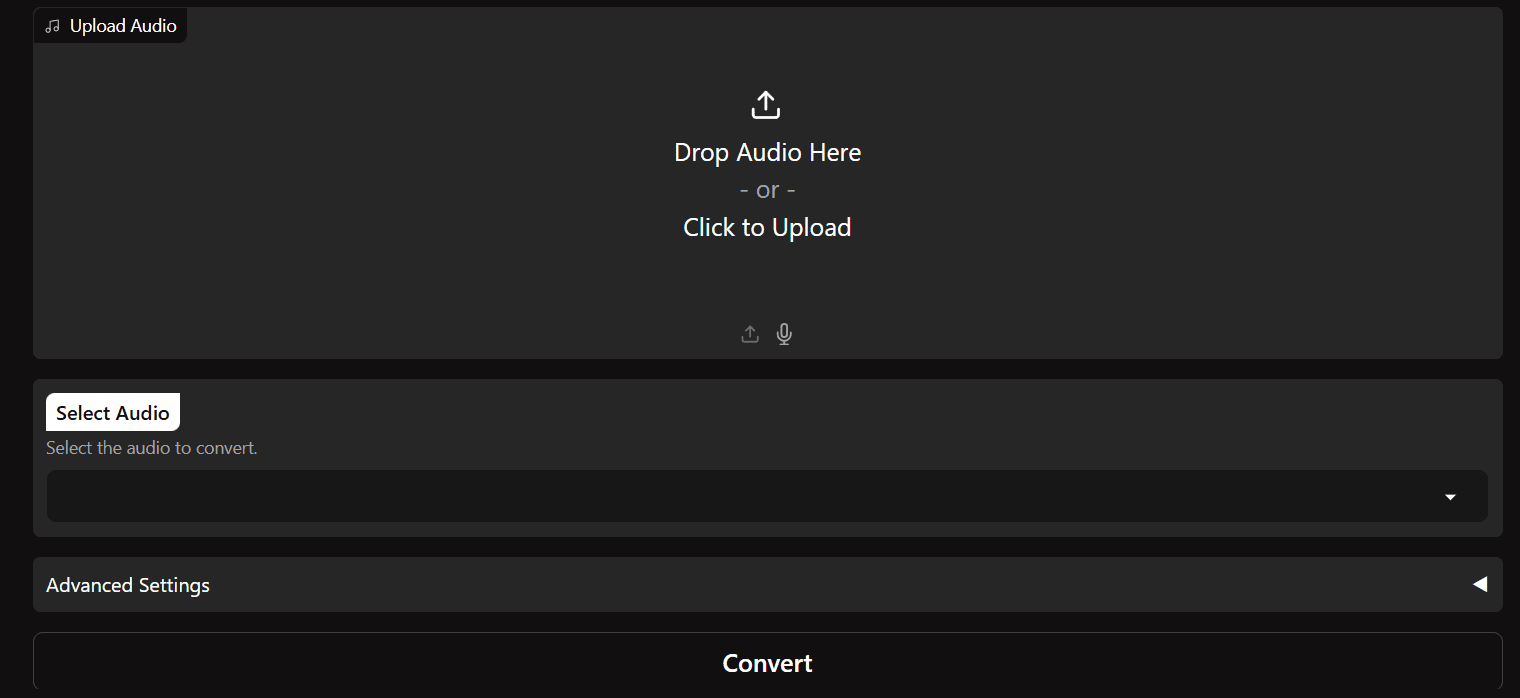 Upload Audio
Drop Audio Here
- or -
Click to Upload
Select Audio
Select the audio to convert.
Advanced Settings
Convert